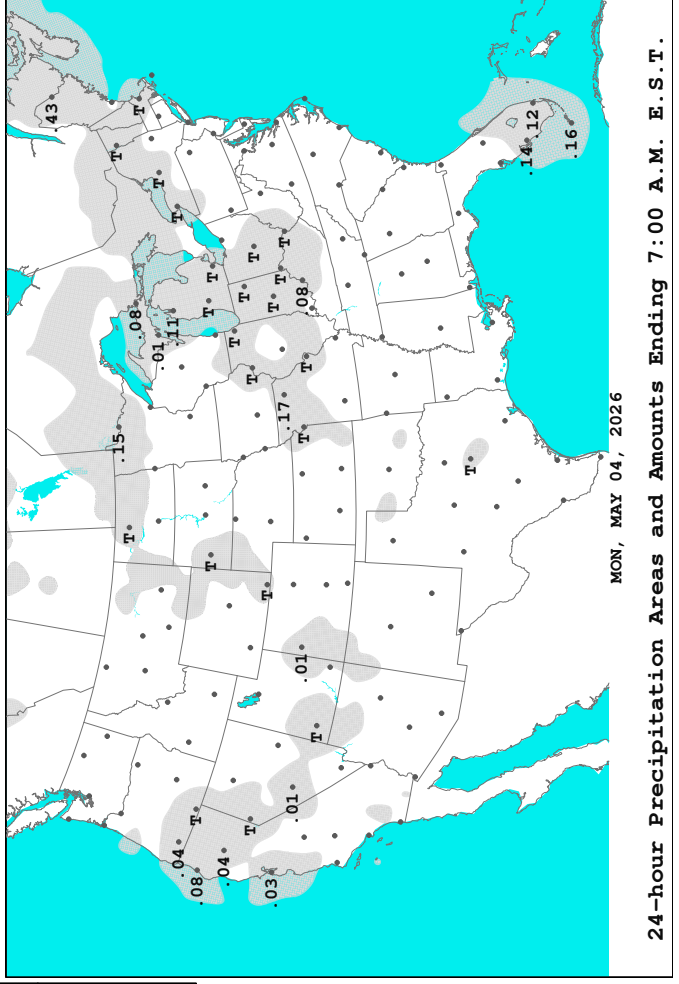 .43
T
.15
T
.08
T
.01
T
.11
T
.04
T
.08
T
T
T
.04
T
T
T
T
T
T
.03
T
T
.17
T
.01
.01
.08
T
T
T
T
.14
.12
.16
MON, MAY 04, 2026
24-hour Precipitation Areas and Amounts Ending 7:00 A.M. E.S.T.